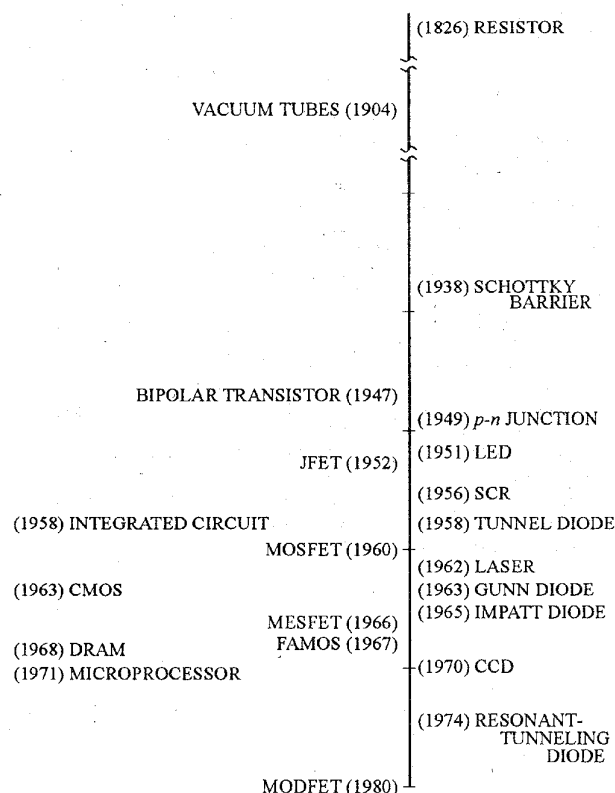 (1826) RESISTOR
VACUUM TUBES (1904)
(1938) SCHOTTKY
BARRIER
BIPOLAR TRANSISTOR (1947)
(1949) p-n JUNCTION
(1951) LED
JFET (1952)
(1956) SCR
(1958) INTEGRATED CIRCUIT
(1958) TUNNEL DIODE
MOSFET (1960)
(1962) LASER
(1963) CMOS
(1963) GUNN DIODE
(1965) IMPATT DIODE
MESFET (1966)
FAMOS (1967)
(1968) DRAM
(1970) CCD
(1971) MICROPROCESSOR
(1974) RESONANT-
TUNNELING
DIODE
MODFET (1980)